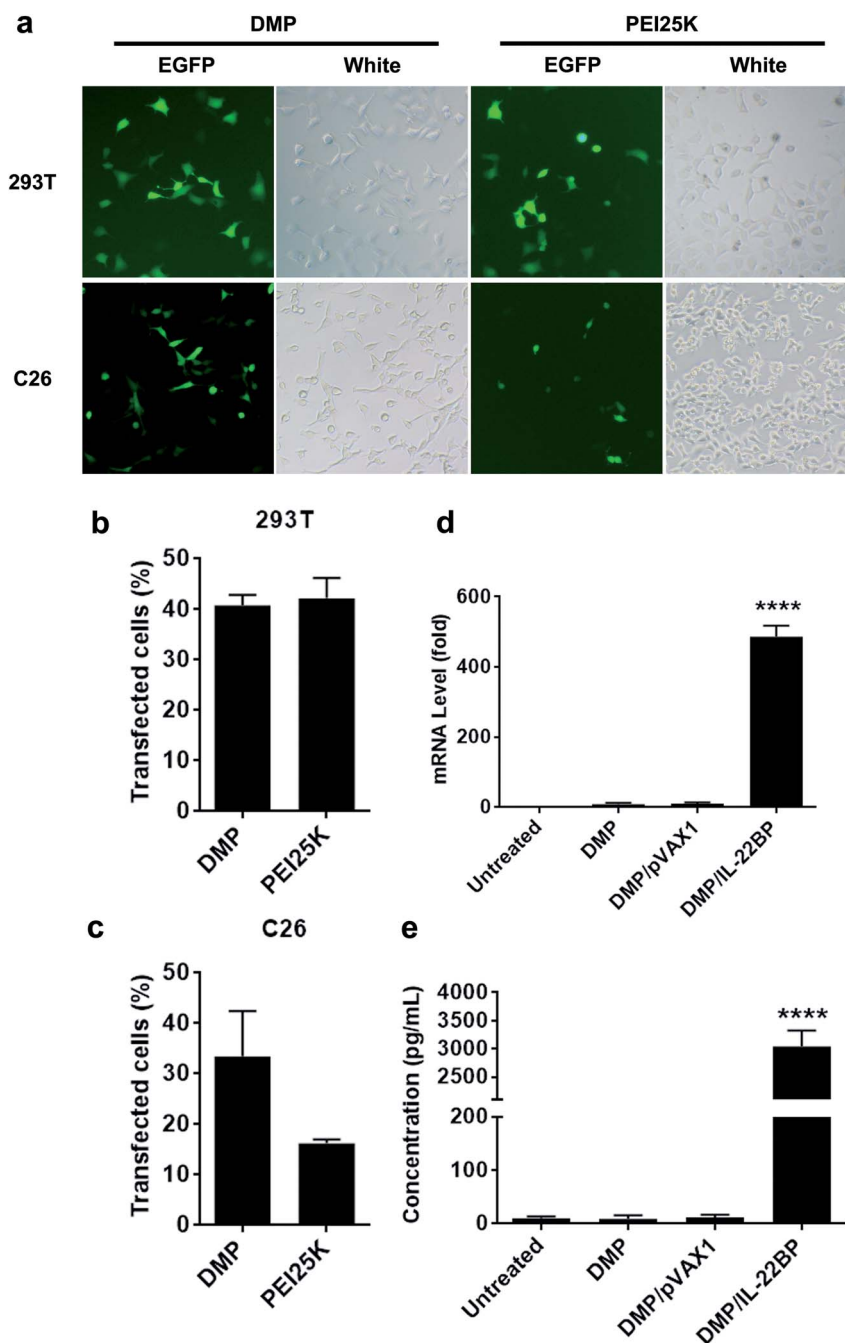 a
DMP
PEI25K
EGFP
White
EGFP
White
293T
C26
b
293T
Transfected cells (%)
50
40
30
20
10
0
DMP
PEI25K
d
mRNA Level (fold)
600
400
200
0
****
Untreated
DMP
DMP/pVAX1
DMP/IL-22BP
c
C26
Transfected cells (%)
50
40
30
20
10
0
DMP
PEI25K
e
Concentration (pg/mL)
4000
3500
3000
2500
200
100
0
****
Untreated
DMP
DMP/pVAX1
DMP/IL-22BP